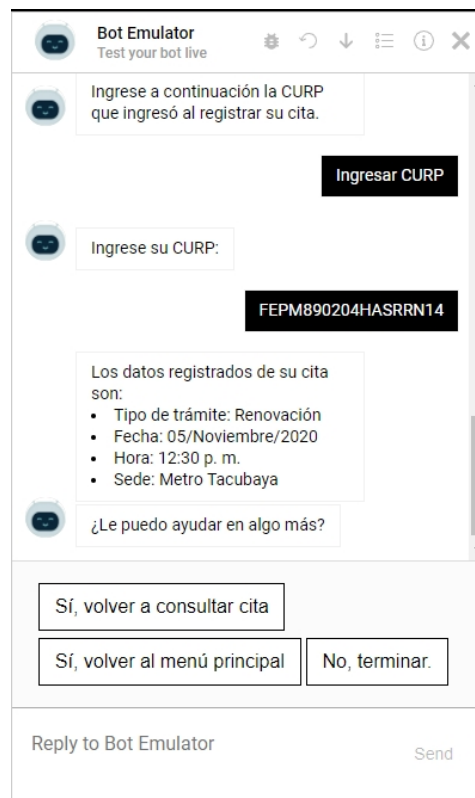 Bot Emulator
Test your bot live
Ingrese a continuación la CURP
que ingresó al registrar su cita.
Ingresar CURP
Ingrese su CURP:
FEPM890204HASRRN14
Los datos registrados de su cita
son:
• Tipo de trámite: Renovación
• Fecha: 05/Noviembre/2020
• Hora: 12:30 p. m.
• Sede: Metro Tacubaya
¿Le puedo ayudar en algo más?
Sí, volver a consultar cita
Sí, volver al menú principal
No, terminar.
Reply to Bot Emulator
Send